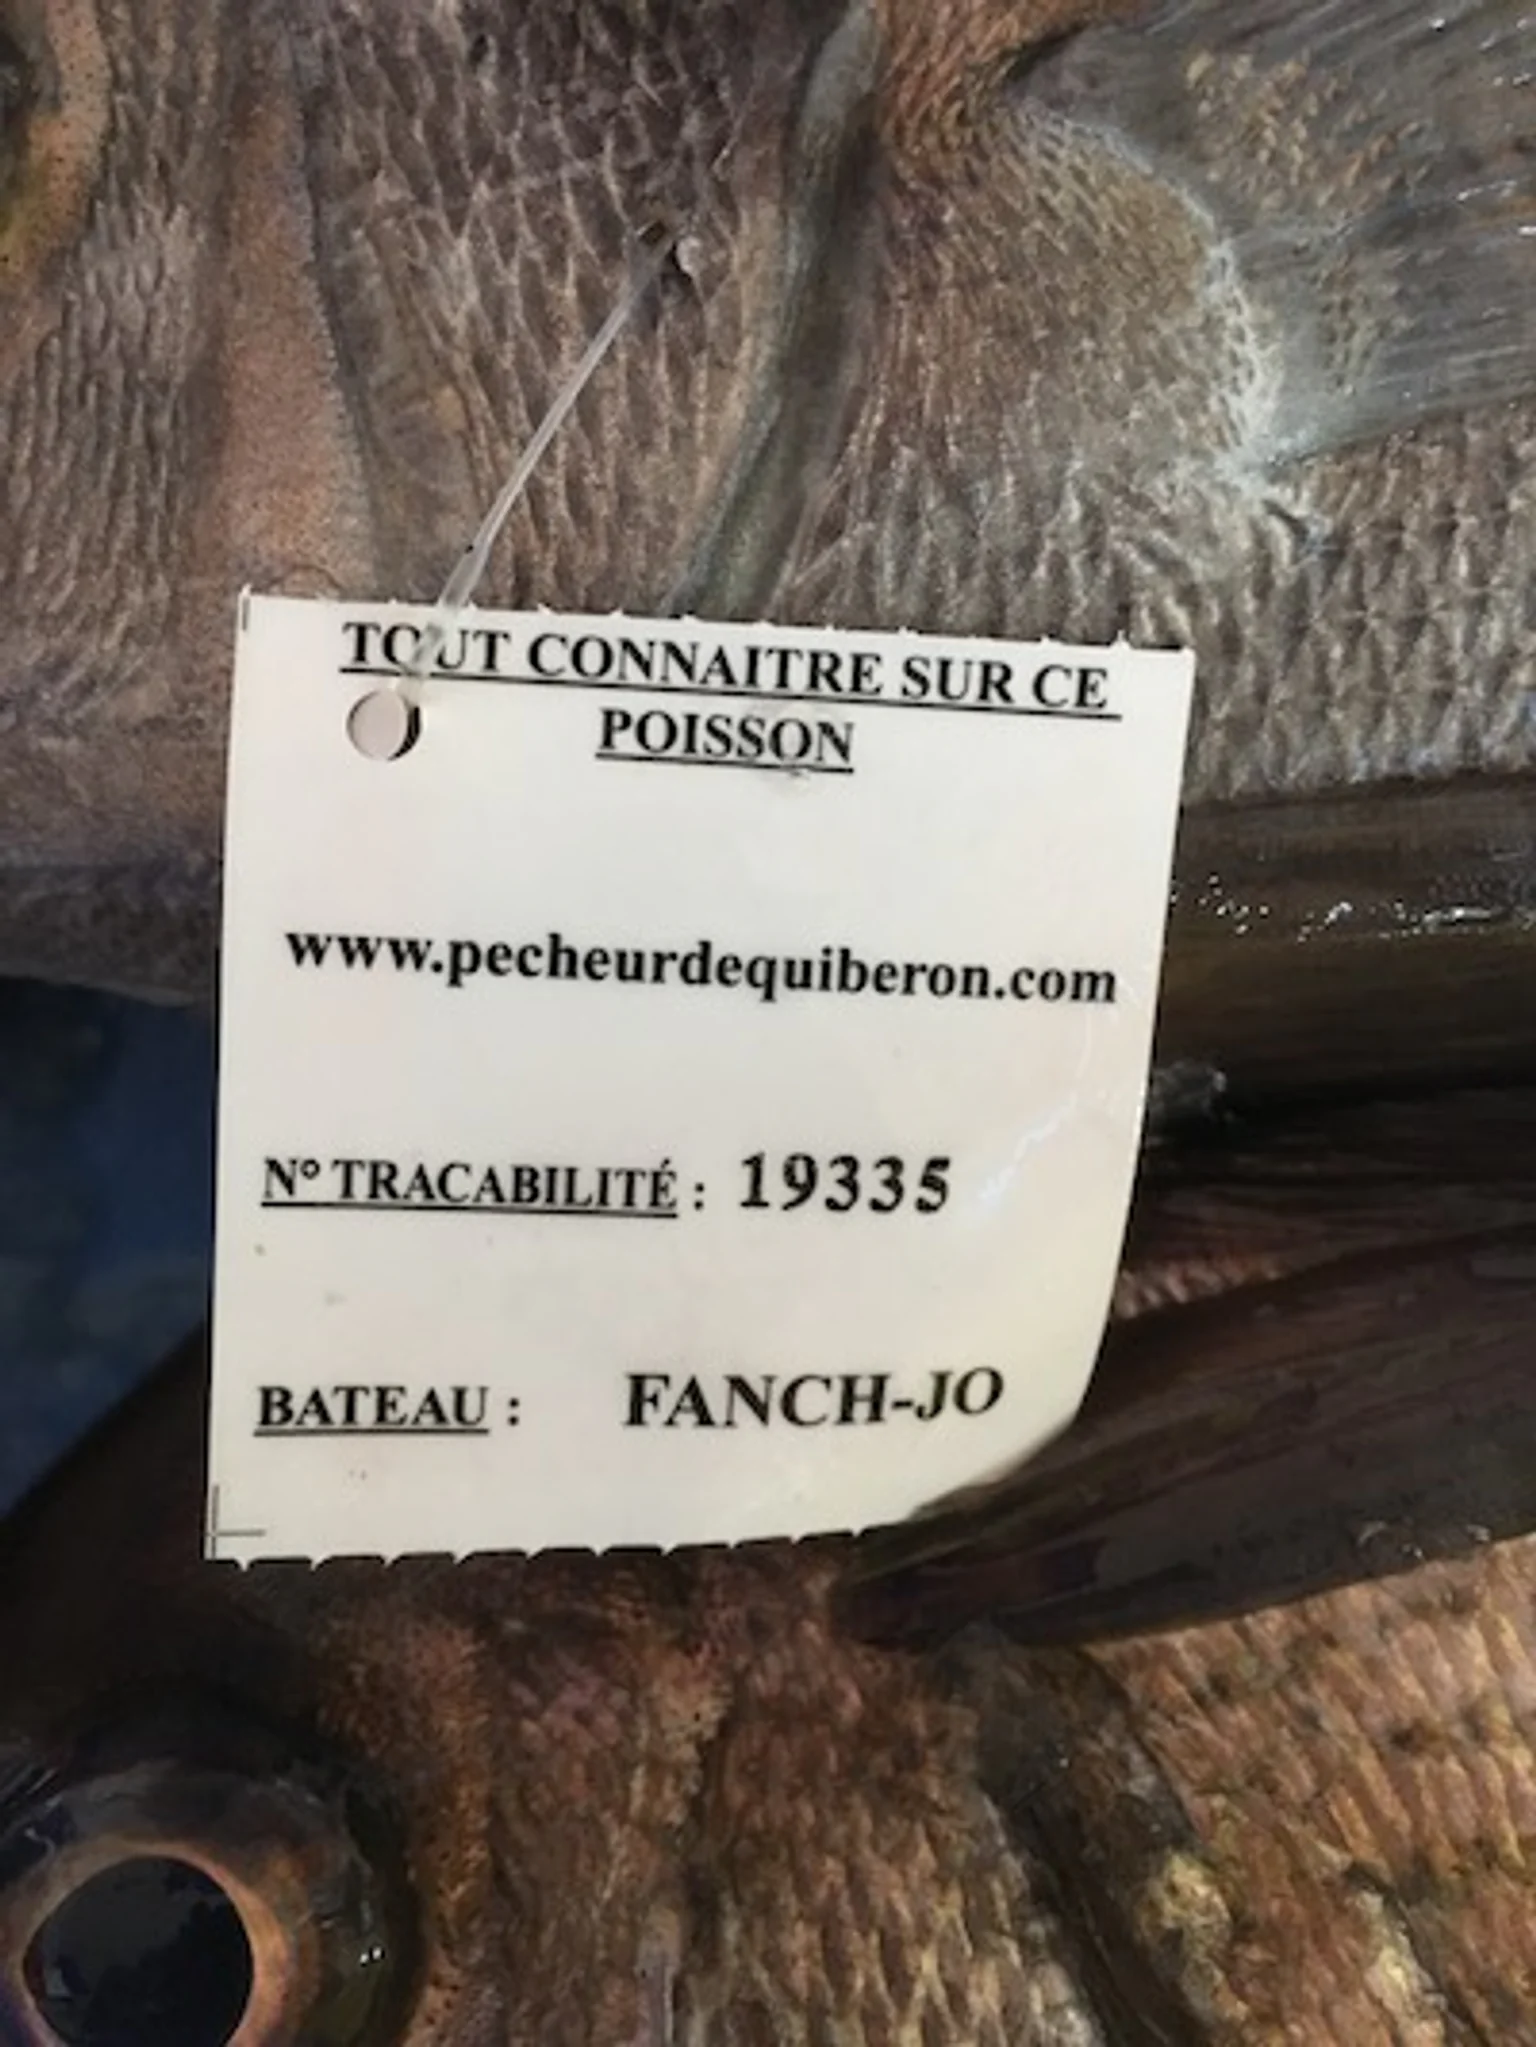 TOUT CONNAITRE SUR CE
POISSON
www.pecheurdequiberon.com
N° TRACABILITÉ : 19335
BATEAU : FANCH-JO